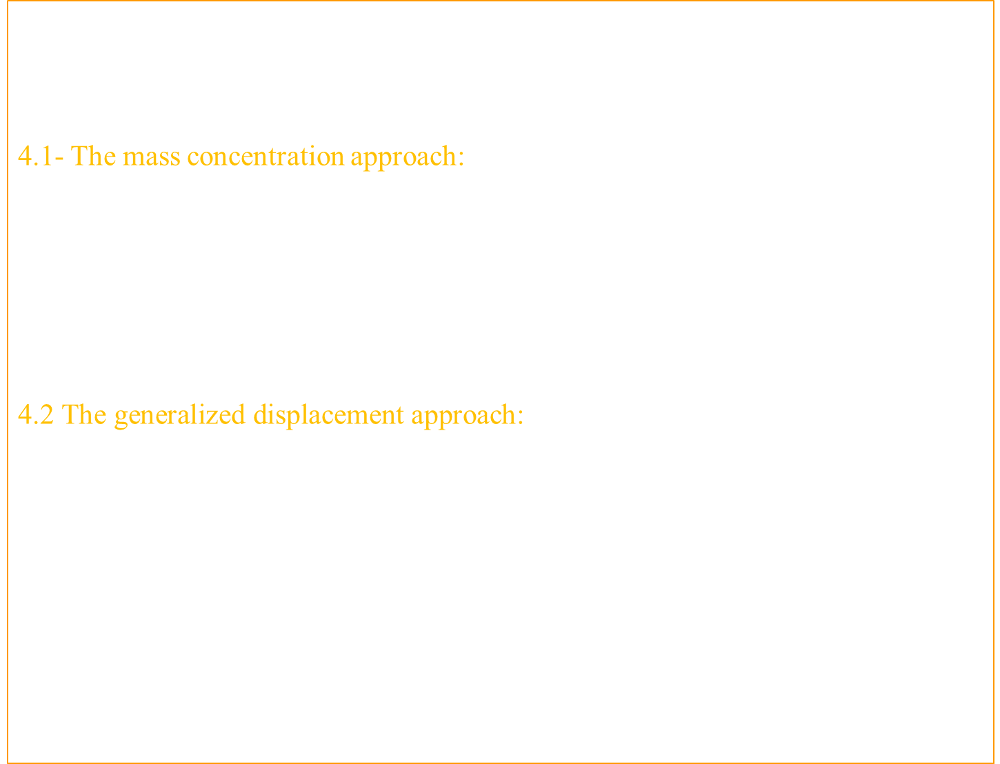 4.1- The mass concentration approach:
4.2 The generalized displacement approach: